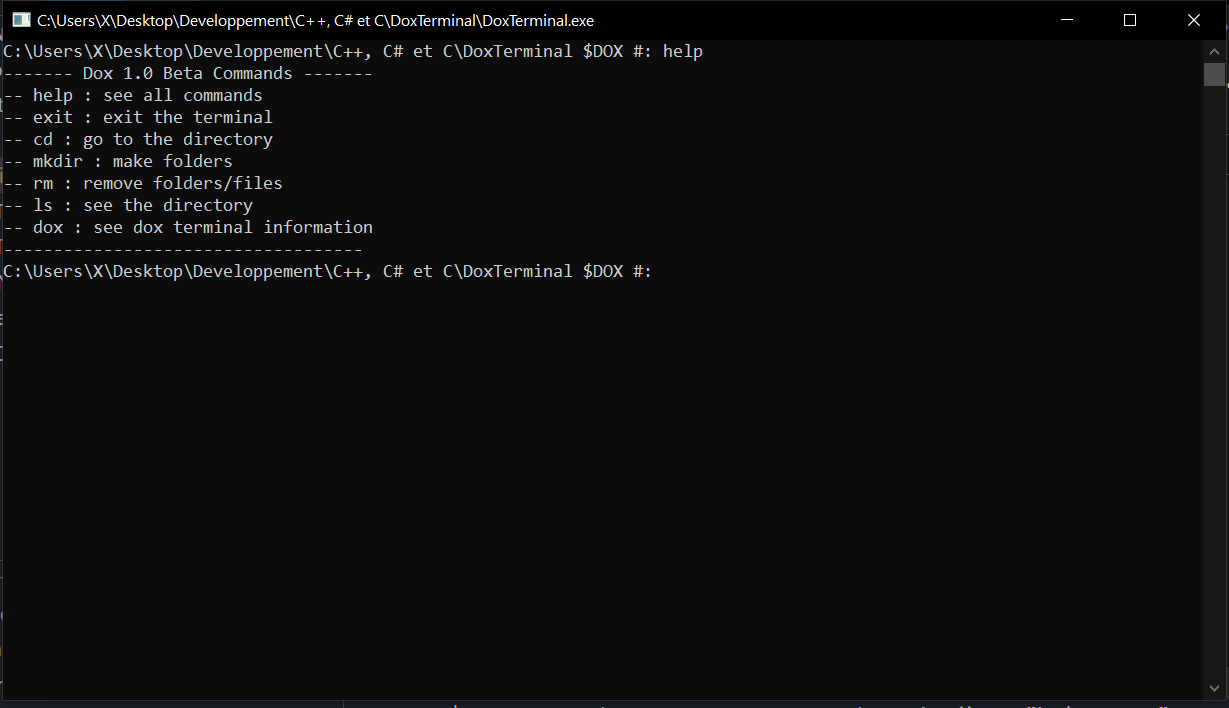 C:\Users\X\Desktop\Developpement\C++, C# et C\DoxTerminal\DoxTerminal.exe
C:\Users\X\Desktop\Developpement\C++, C# et C\DoxTerminal $DOX #: help
------- Dox 1.0 Beta Commands -------
-- help : see all commands
-- exit : exit the terminal
-- cd : go to the directory
-- mkdir : make folders
-- rm : remove folders/files
-- ls : see the directory
-- dox : see dox terminal information
------------------------------------
C:\Users\X\Desktop\Developpement\C++, C# et C\DoxTerminal $DOX #: